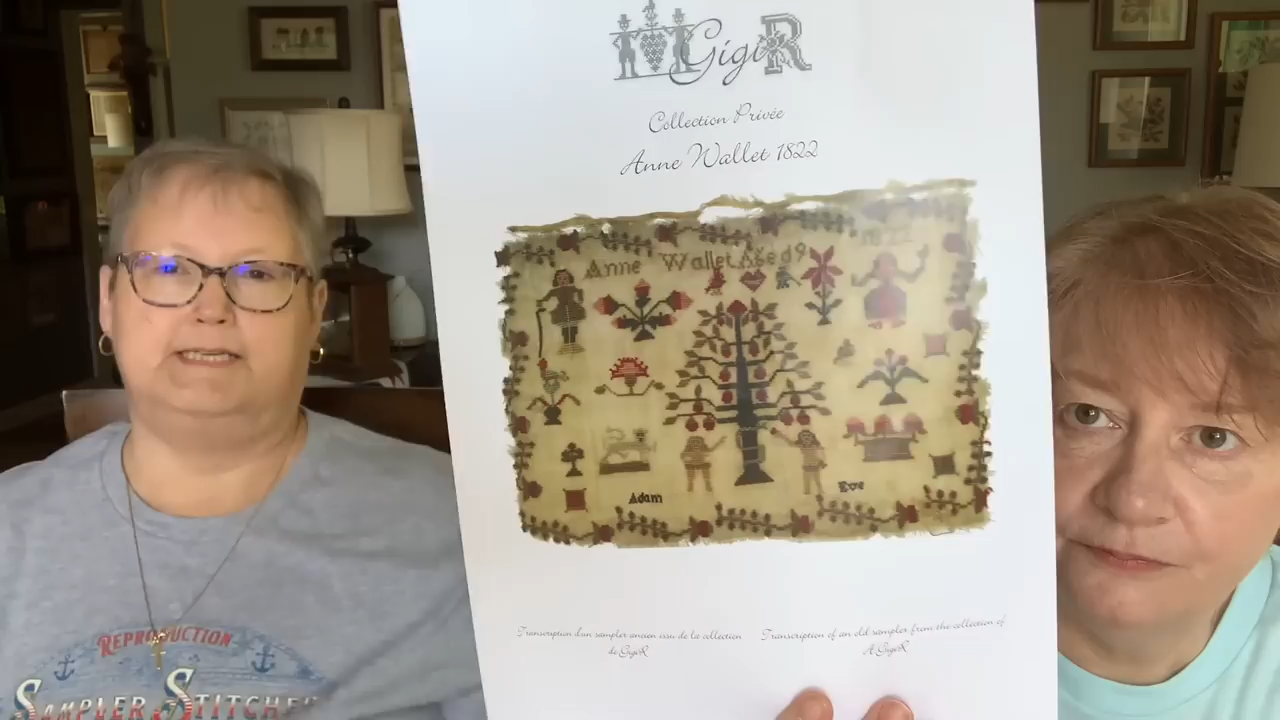 GigiR
Collection Privée
Anne Wallet 1822
Anne Wallet Aged 9
Adam
Eve
Transcription d'un sampler ancien issu de la collection
de GigiR
Transcription of an old sampler from the collection of
GigiR
REPRODUCTION
SAMPLER STITCHER